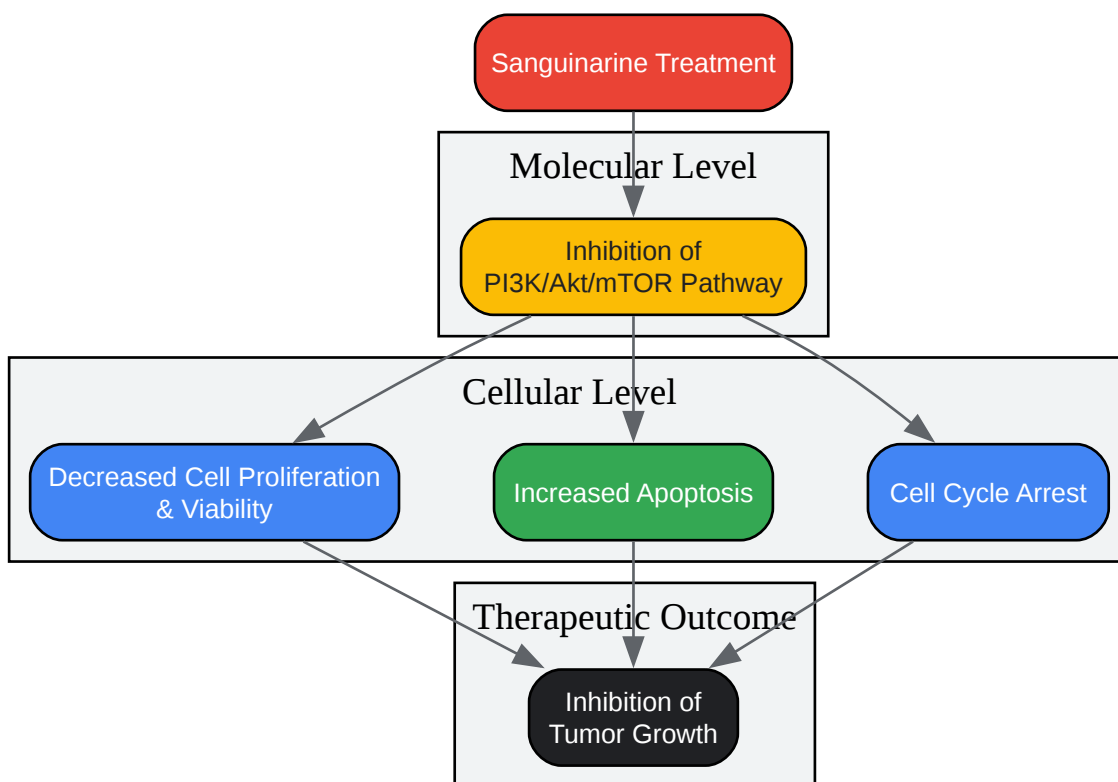 Sanguinarine Treatment
Molecular Level
Inhibition of
PI3K/Akt/mTOR Pathway
Cellular Level
Decreased Cell Proliferation
& Viability
Increased Apoptosis
Cell Cycle Arrest
Therapeutic Outcome
Inhibition of
Tumor Growth